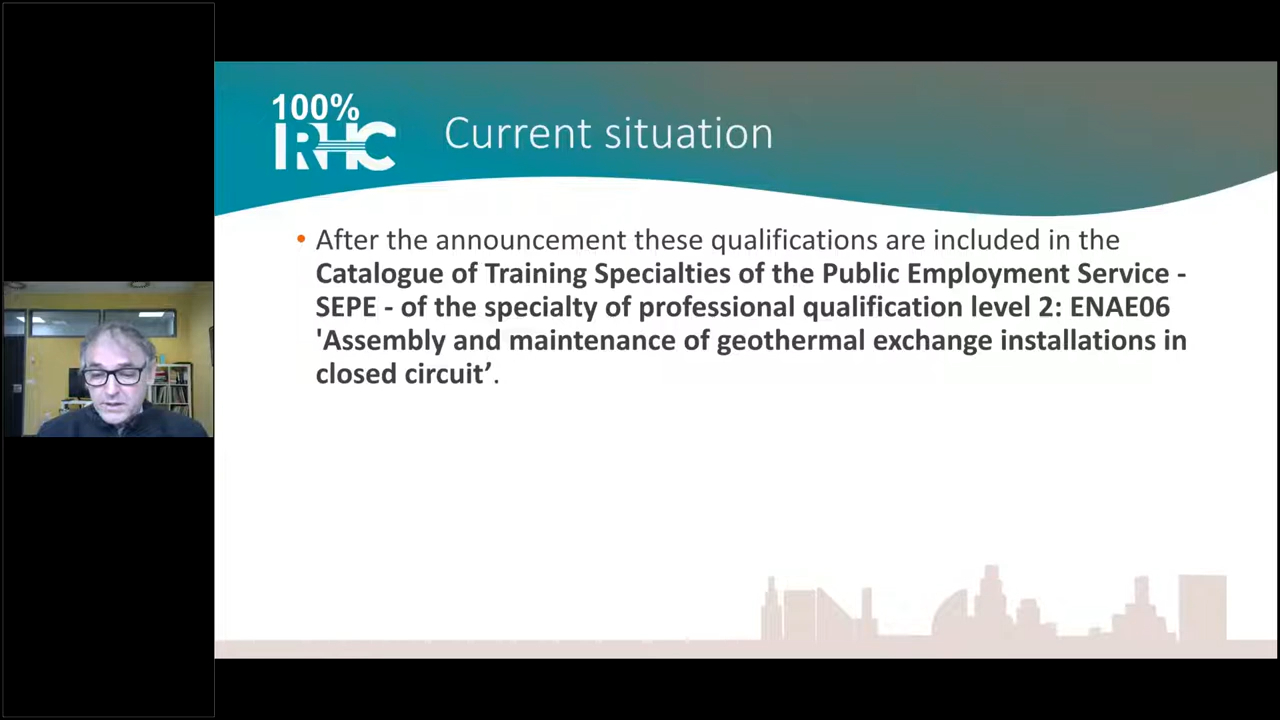 100%
RHC
Current situation
• After the announcement these qualifications are included in the
Catalogue of Training Specialties of the Public Employment Service -
SEPE - of the specialty of professional qualification level 2: ENAE06
'Assembly and maintenance of geothermal exchange installations in
closed circuit’.